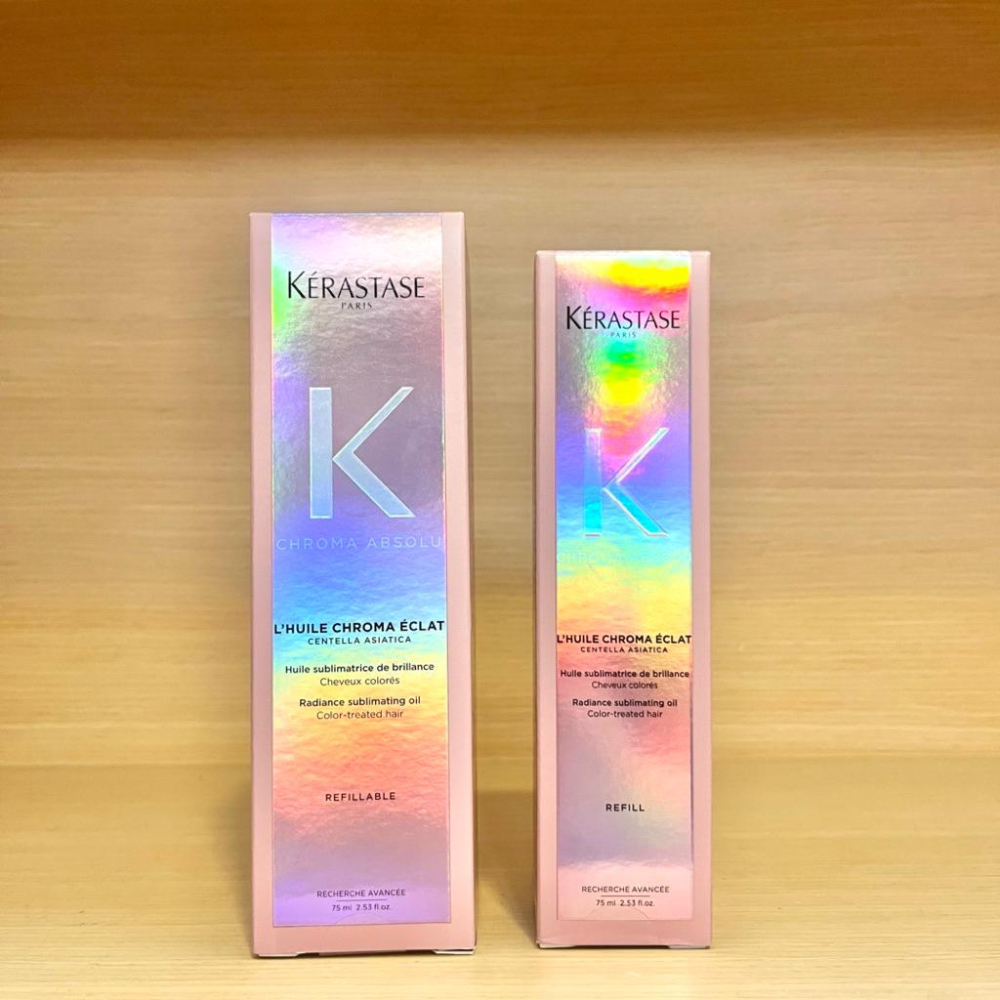 KÉRASTASE
PARIS
K
CHROMA ABSOLU
L'HUILE CHROMA ÉCLAT
CENTELLA ASIATICA
Huile sublimatrice de brillance
Cheveux colorés
Radiance sublimating oil
Color-treated hair
REFILLABLE
RECHERCHE AVANCÉE
75 ml 2.53 fl.oz.
KÉRASTASE
PARIS
K
L'HUILE CHROMA ÉCLAT
CENTELLA ASIATICA
Huile sublimatrice de brillance
Cheveux colorés
Radiance sublimating oil
Color-treated hair
REFILL
RECHERCHE AVANCÉE
75 ml 2.53 fl.oz.